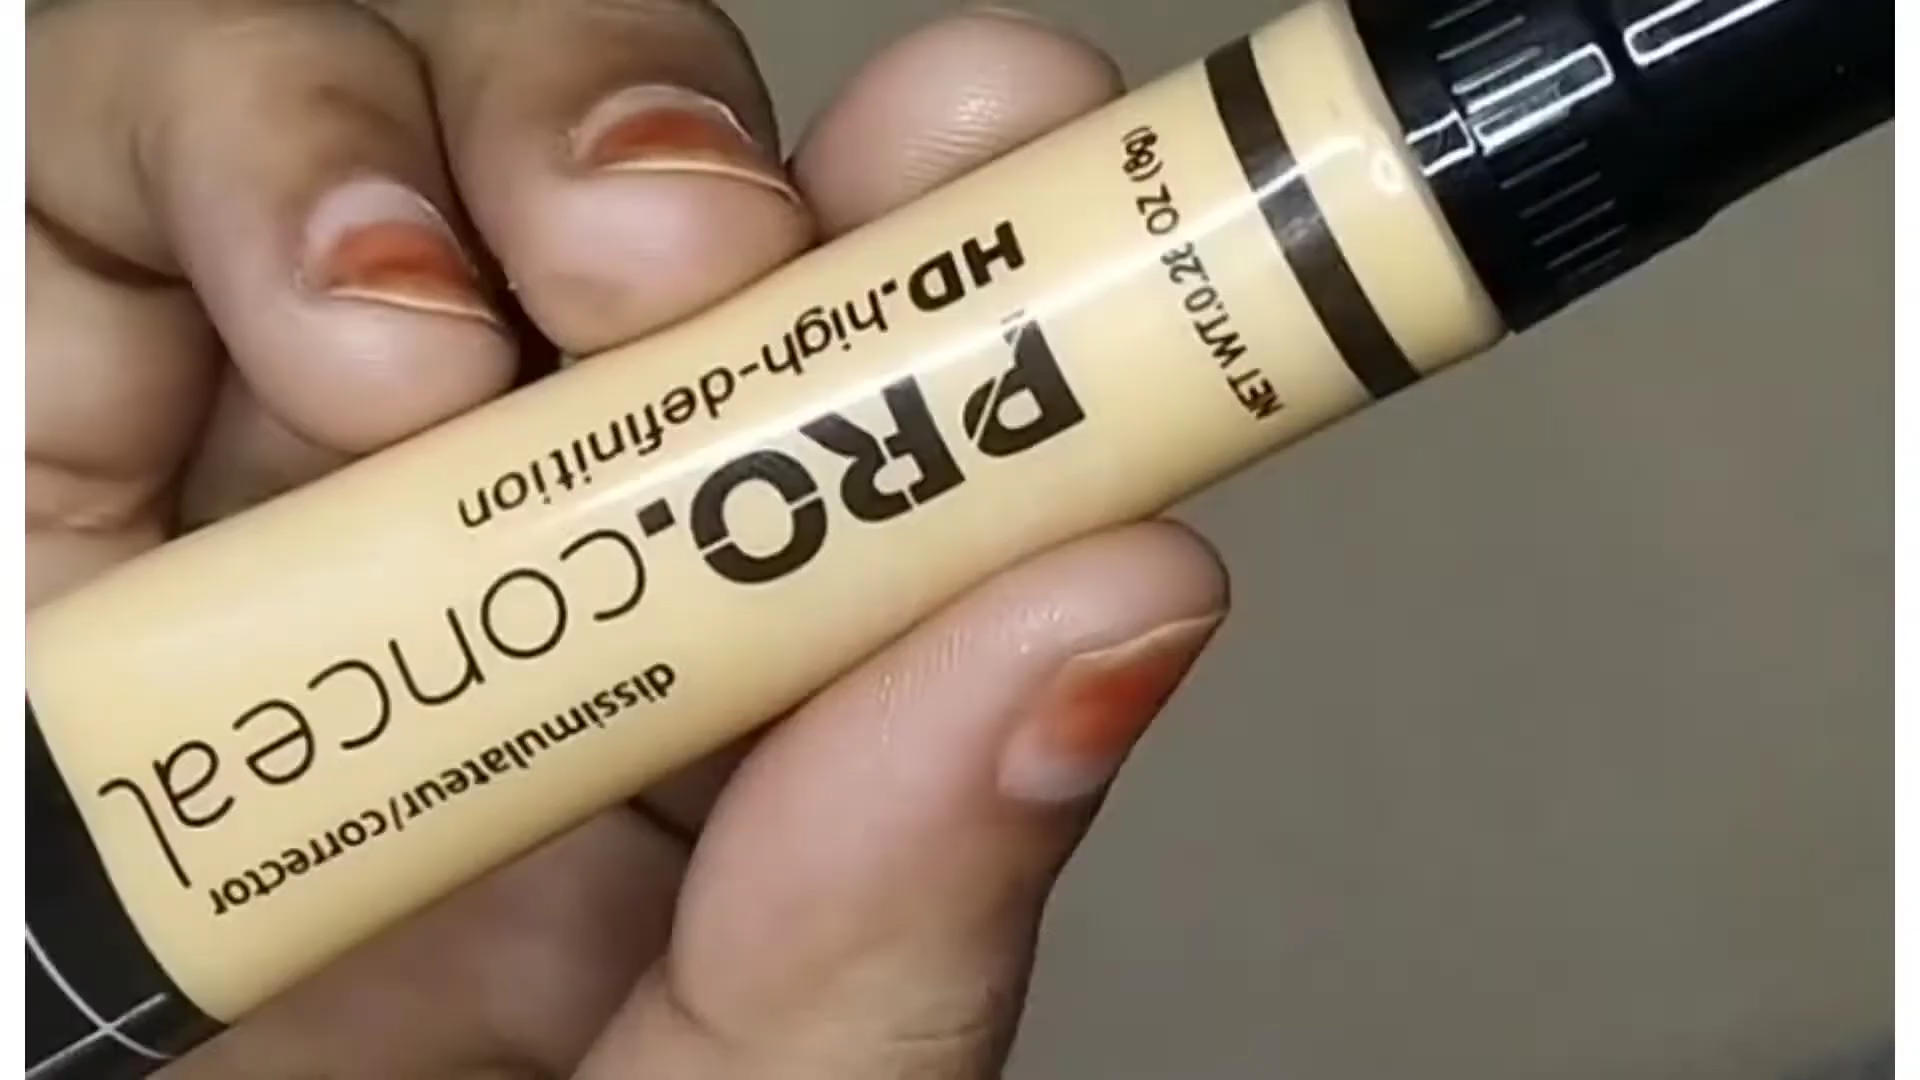 HD.high-definition
PRO.conceal
dissimulateur/corrector
NET WT.0.28 OZ (8g)